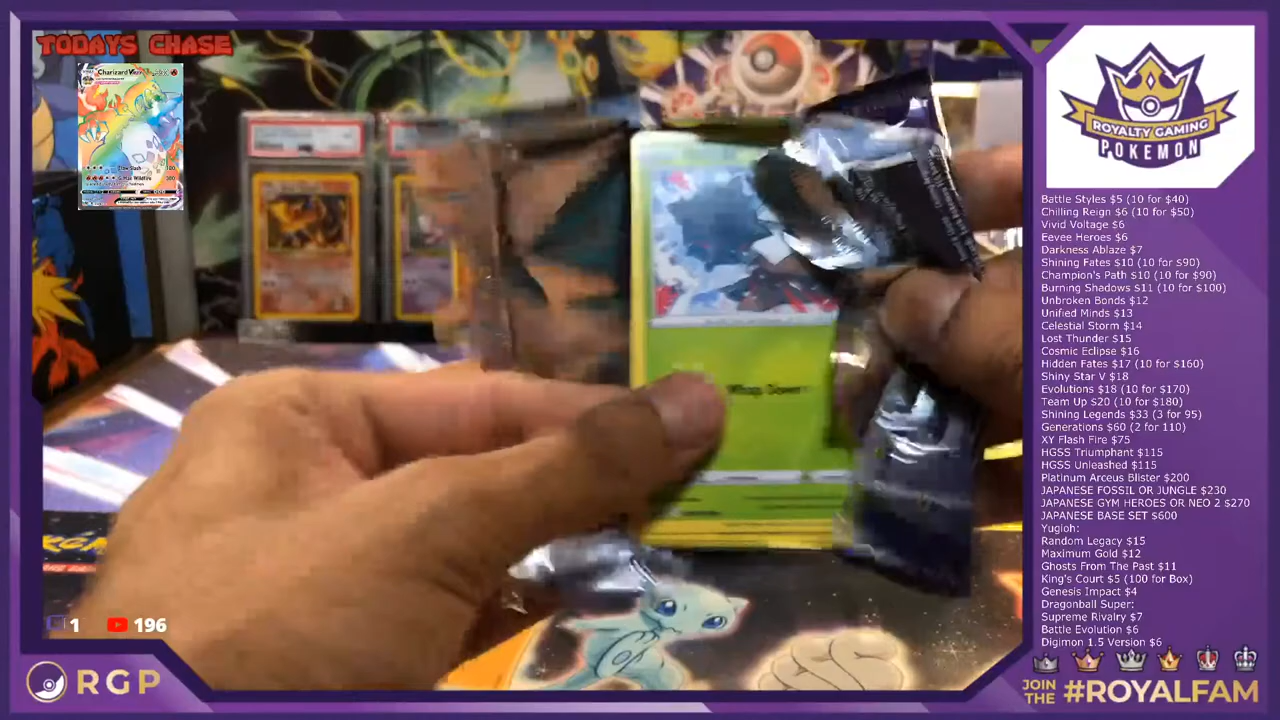 TODAYS CHASE
Charizard
G-Max Wildfire
ROYALTY GAMING
POKEMON
Battle Styles $5 (10 for $40)
Chilling Reign $6 (10 for $50)
Vivid Voltage $6
Eevee Heroes $6
Darkness Ablaze $7
Shining Fates $10 (10 for $90)
Champion's Path $10 (10 for $90)
Burning Shadows $11 (10 for $100)
Unbroken Bonds $12
Unified Minds $13
Celestial Storm $14
Lost Thunder $15
Cosmic Eclipse $16
Hidden Fates $17 (10 for $160)
Shiny Star V $18
Evolutions $18 (10 for $170)
Team Up $20 (10 for $180)
Shining Legends $33 (3 for 95)
Generations $60 (2 for 110)
XY Flash Fire $75
HGSS Triumphant $115
HGSS Unleashed $115
Platinum Arceus Blister $200
JAPANESE FOSSIL OR JUNGLE $230
JAPANESE GYM HEROES OR NEO 2 $270
JAPANESE BASE SET $600
Yugioh:
Random Legacy $15
Maximum Gold $12
Ghosts From The Past $11
King's Court $5 (100 for Box)
Genesis Impact $4
Dragonball Super:
Supreme Rivalry $7
Battle Evolution $6
Digimon 1.5 Version $6
1 196
RGP
JOIN THE #ROYALFAM